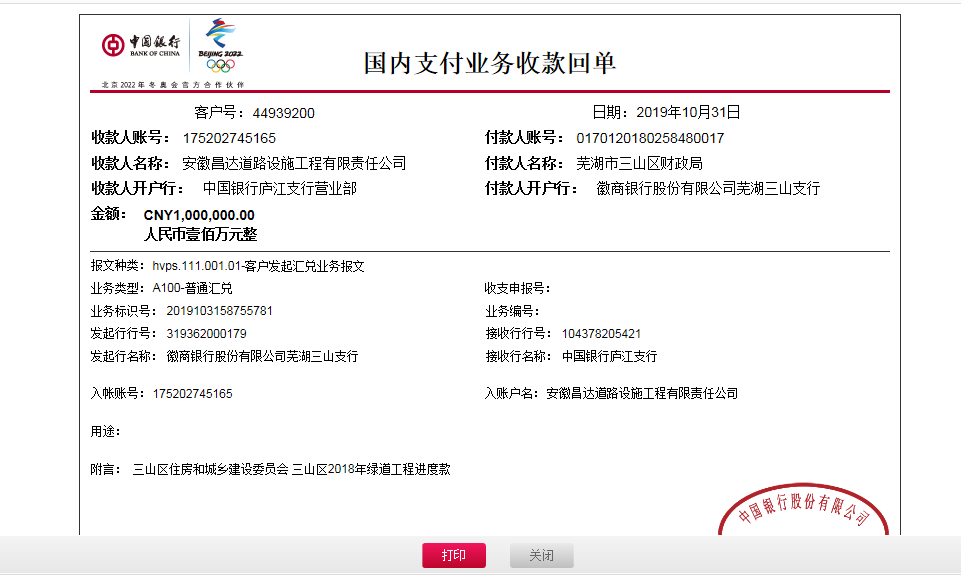 中国银行
BANK OF CHINA
BEIJING 2022
北京2022年冬奥会官方合作伙伴
国内支付业务收款回单
客户号：44939200 日期：2019年10月31日
收款人账号：175202745165 付款人账号：0170120180258480017
收款人名称：安徽昌达道路设施工程有限责任公司 付款人名称：芜湖市三山区财政局
收款人开户行：中国银行庐江支行营业部 付款人开户行：徽商银行股份有限公司芜湖三山支行
金额：CNY1,000,000.00
人民币壹佰万元整
报文种类：hvps.111.001.01-客户发起汇兑业务报文
业务类型：A100-普通汇兑 收支申报号：
业务标识号：2019103158755781 业务编号：
发起行行号：319362000179 接收行行号：104378205421
发起行名称：徽商银行股份有限公司芜湖三山支行 接收行名称：中国银行庐江支行
入帐账号：175202745165 入账户名：安徽昌达道路设施工程有限责任公司
用途：
附言：三山区住房和城乡建设委员会 三山区2018年绿道工程进度款
中国银行股份有限公司
打印 关闭